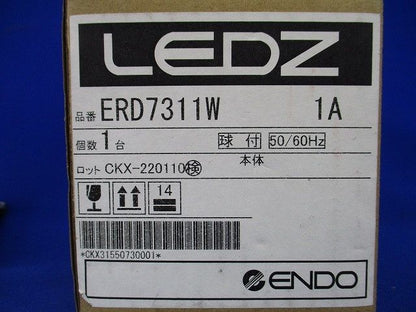 LEDZ
品番 ERD7311W 1A
個数 1台 球付 50/60Hz
本体
ロット CKX-220110 検
14
*CKX31550730001*
ENDO